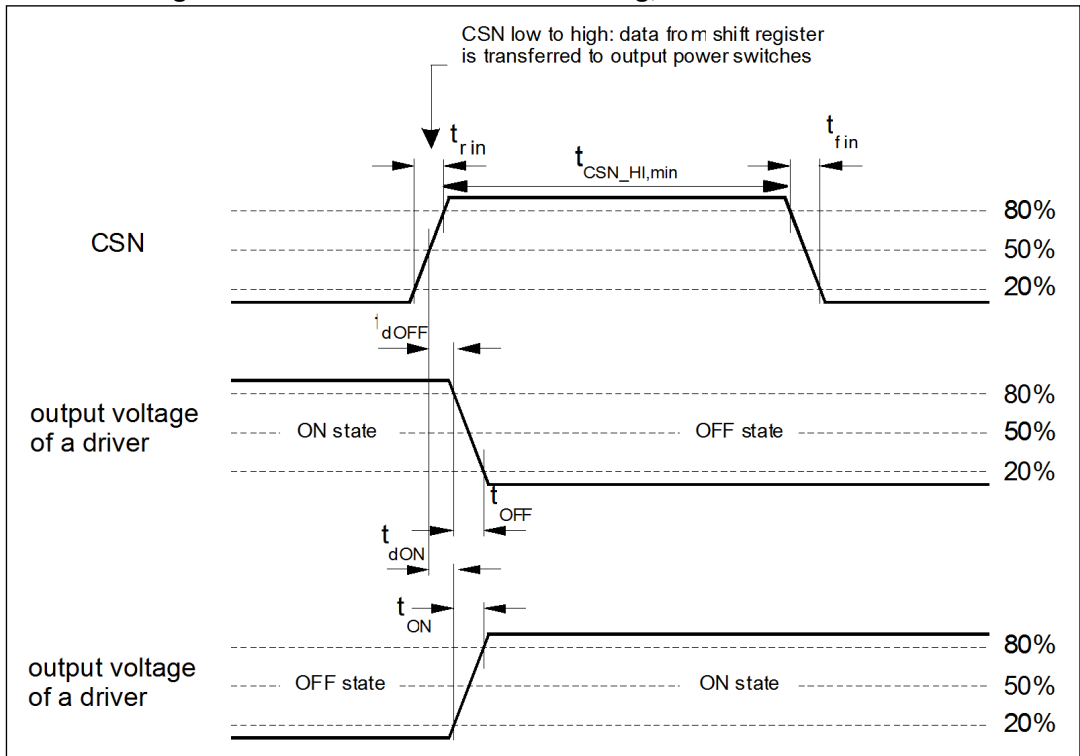 CSN low to high: data from shift register
is transferred to output power switches
t r in
t f in
t CSN_HI,min
80%
CSN
50%
20%
t dOFF
80%
output voltage
of a driver
ON state
OFF state
50%
20%
t OFF
t dON
t ON
80%
output voltage
of a driver
OFF state
ON state
50%
20%